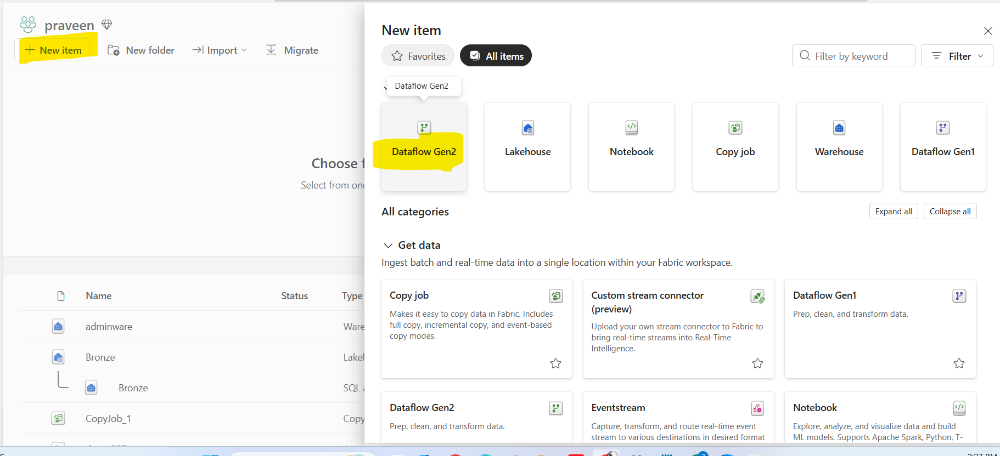 praveen
New item
New folder
Import
Migrate
Choose
Select from one
Name
Status
Type
adminware
Ware
Bronze
Lakeh
Bronze
SQL a
CopyJob_1
Copy
New item
Favorites
All items
Filter by keyword
Filter
Dataflow Gen2
Dataflow Gen2
Lakehouse
Notebook
Copy job
Warehouse
Dataflow Gen1
All categories
Expand all
Collapse all
Get data
Ingest batch and real-time data into a single location within your Fabric workspace.
Copy job
Makes it easy to copy data in Fabric. Includes
full copy, incremental copy, and event-based
copy modes.
Custom stream connector
(preview)
Upload your own stream connector to Fabric to
bring real-time streams into Real-Time
Intelligence.
Dataflow Gen1
Prep, clean, and transform data.
Dataflow Gen2
Prep, clean, and transform data.
Eventstream
Capture, transform, and route real-time event
stream to various destinations in desired format
Notebook
Explore, analyze, and visualize data and build
ML models. Supports Apache Spark, Python, T-